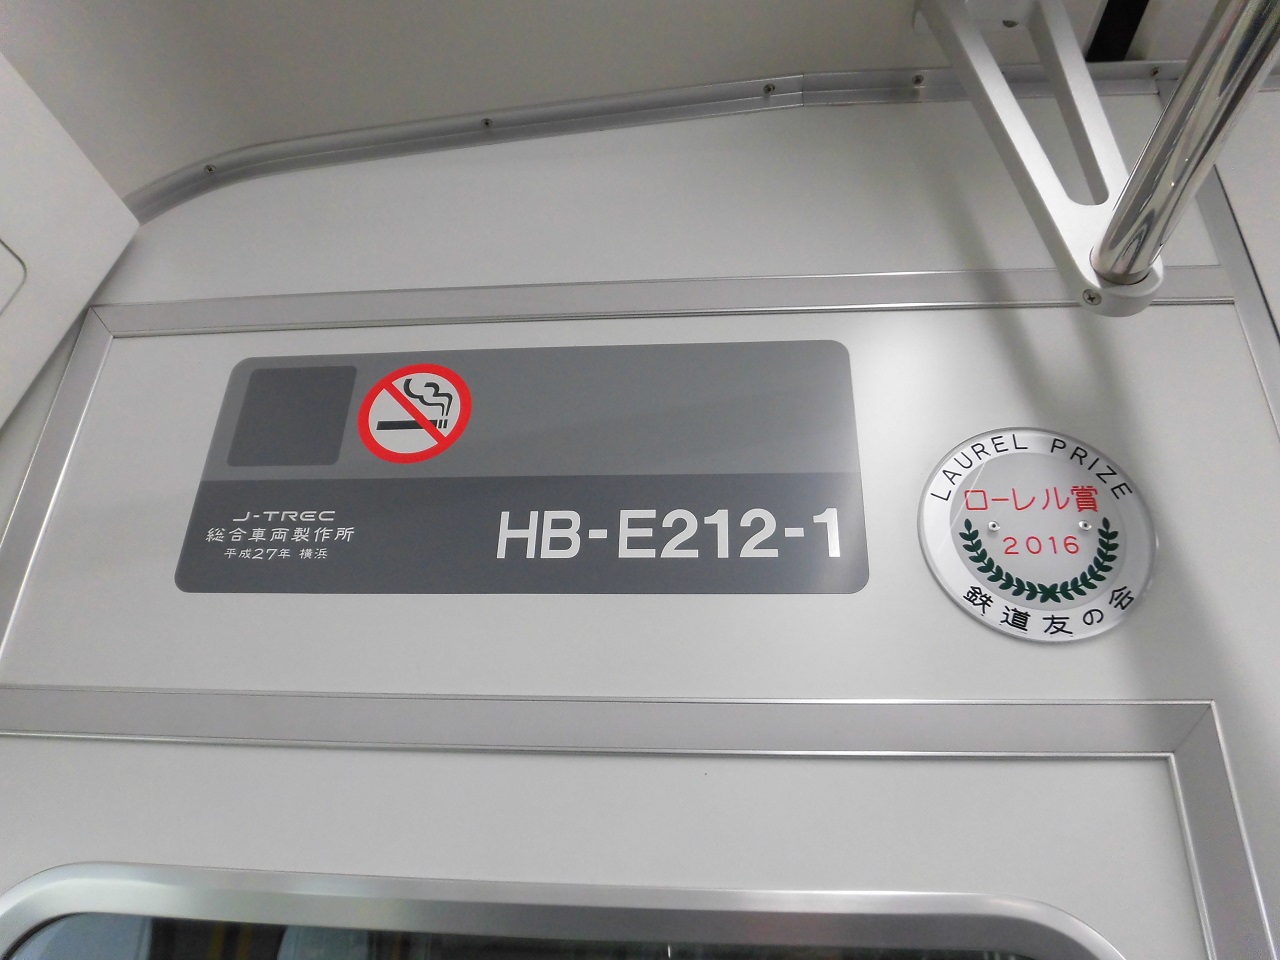 J-TREC
総合車両製作所
平成27年 横浜
HB-E212-1
LAUREL PRIZE
ローレル賞
2016
鉄道友の会